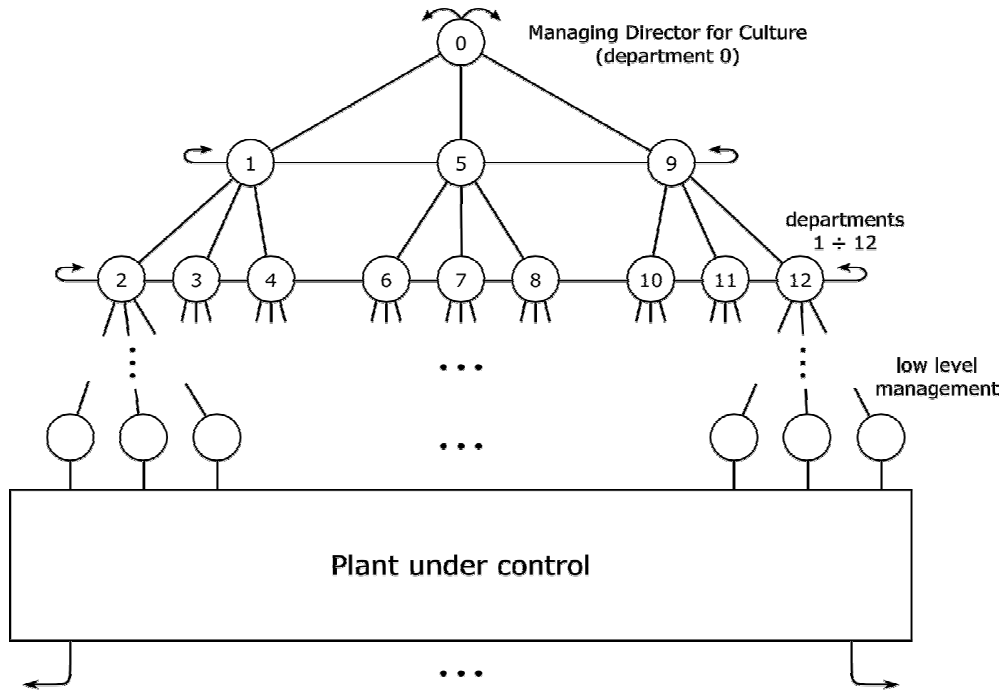 0
Managing Director for Culture
(department 0)
1
5
9
departments
1 ÷ 12
2
3
4
6
7
8
10
11
12
low level
management
Plant under control